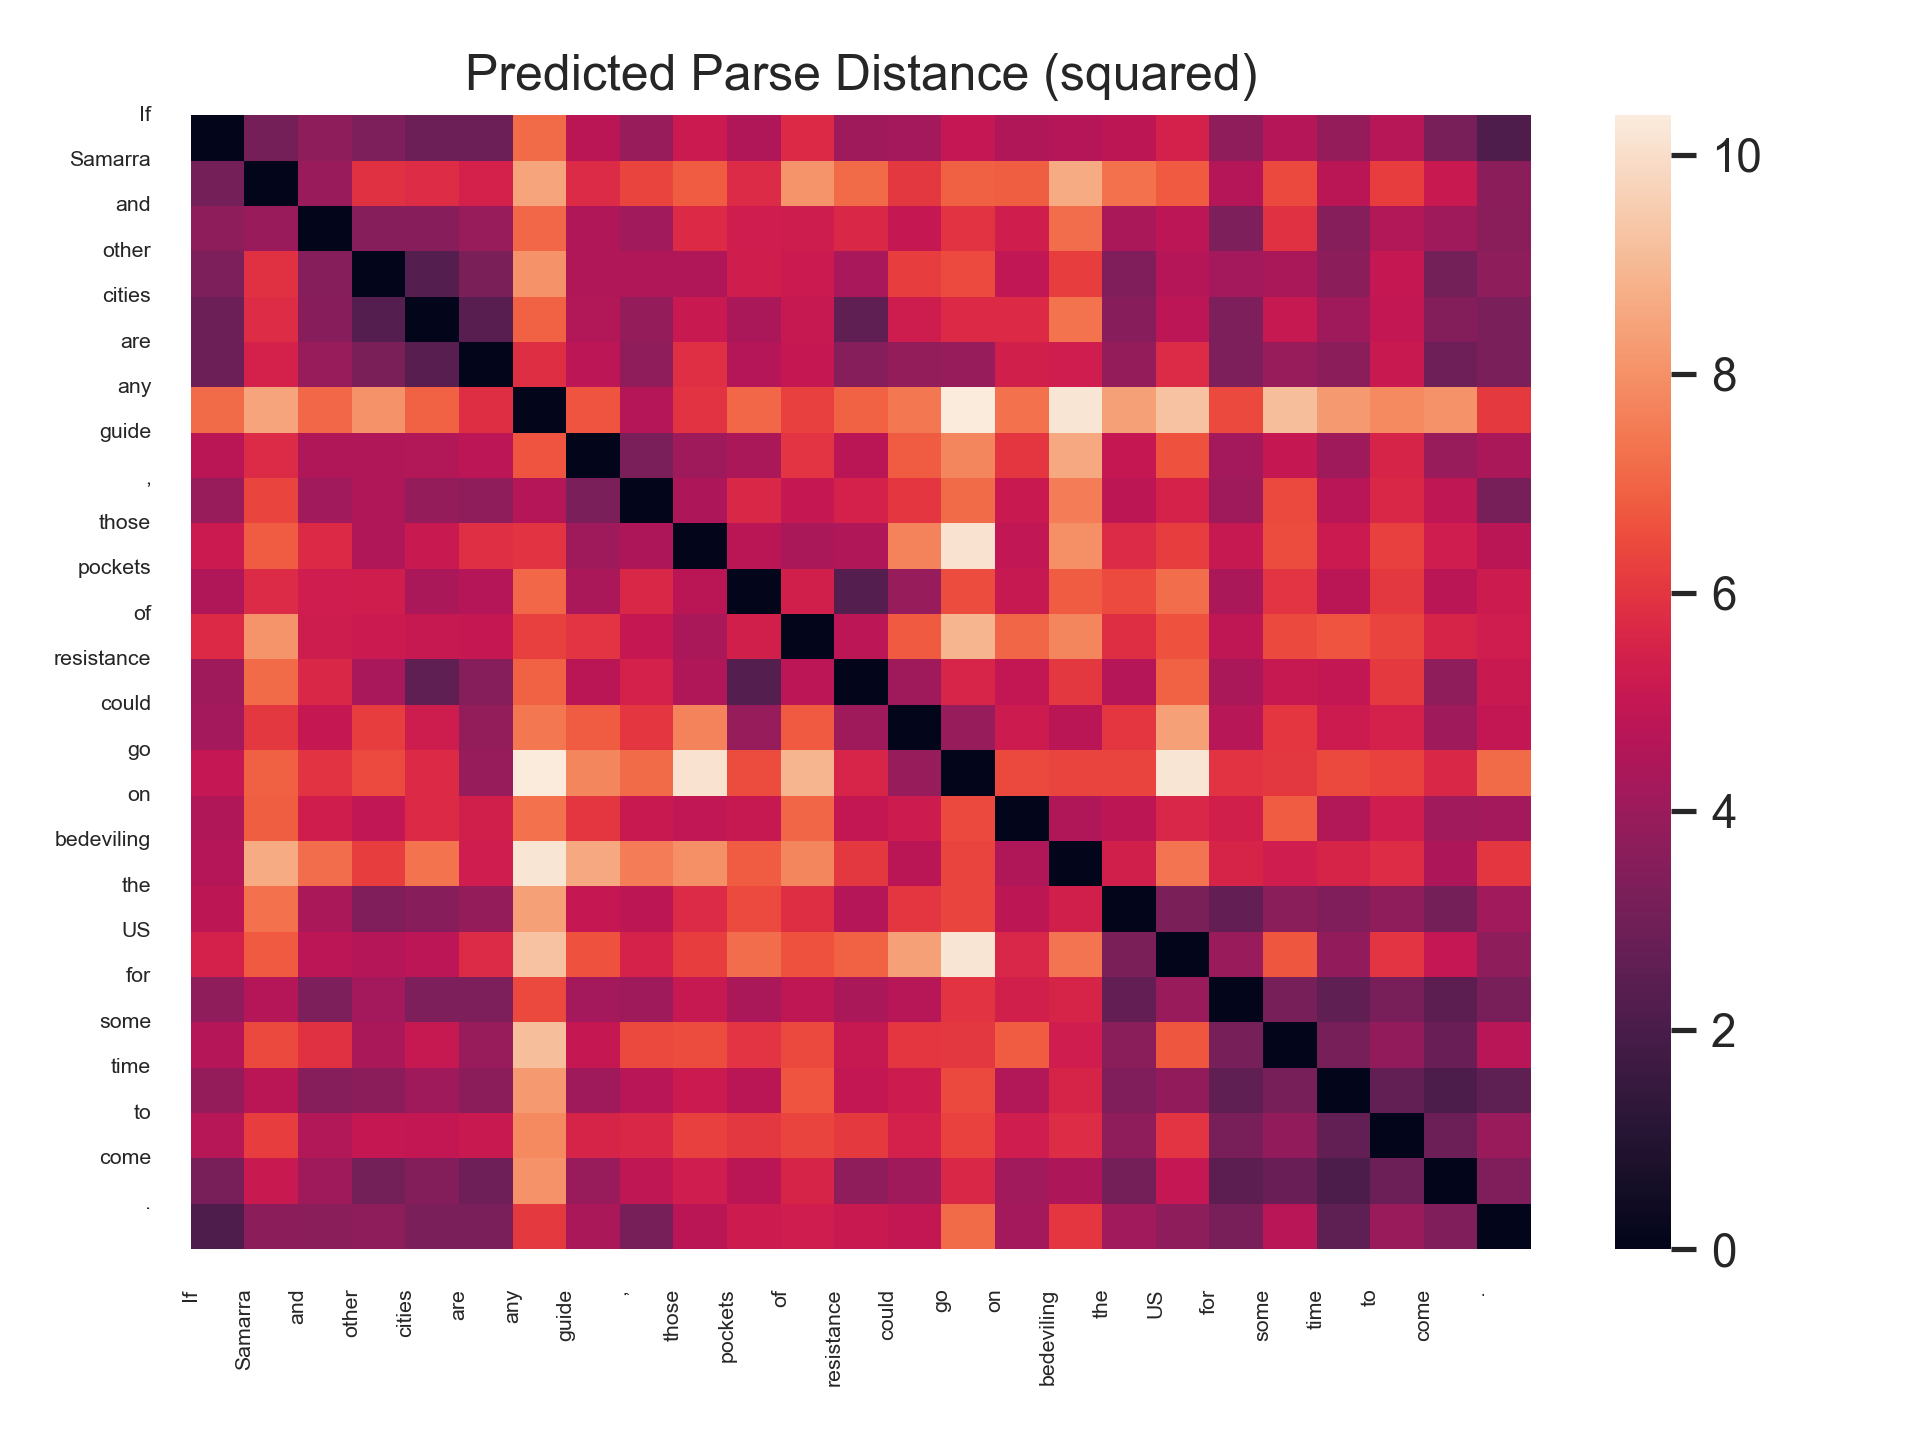 Predicted Parse Distance (squared)
If
Samarra
and
other
cities
are
any
guide
,
those
pockets
of
resistance
could
go
on
bedeviling
the
US
for
some
time
to
come
.
10
8
6
4
2
0
If
Samarra
and
other
cities
are
any
guide
,
those
pockets
of
resistance
could
go
on
bedeviling
the
US
for
some
time
to
come
.